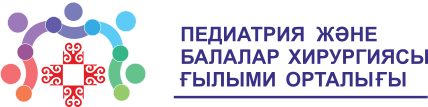 ПЕДИАТРИЯ ЖӘНЕ
БАЛАЛАР ХИРУРГИЯСЫ
ҒЫЛЫМИ ОРТАЛЫҒЫ